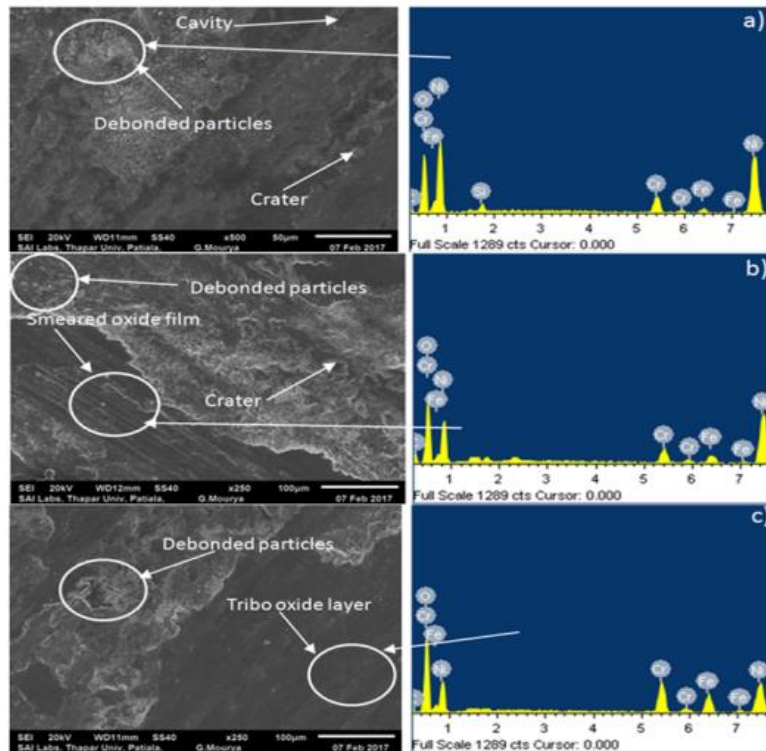 Cavity
Debonded particles
Crater
SEI 20kV WD11mm SS40 x500 50µm
SAI Labs. Thapar Univ. Patiala. G.Mourya 07 Feb 2017
a)
Ni
O
Cr
Fe
Si
Cr
Cr
Fe
Fe
Ni
1 2 3 4 5 6 7
Full Scale 1289 cts Cursor: 0.000
Debonded particles
Smeared oxide film
Crater
SEI 20kV WD12mm SS40 x250 100µm
SAI Labs. Thapar Univ. Patiala. G.Mourya 07 Feb 2017
b)
O
Cr
Ni
Fe
Cr
Cr
Fe
Fe
Ni
1 2 3 4 5 6 7
Full Scale 1289 cts Cursor: 0.000
Debonded particles
Tribo oxide layer
SEI 20kV WD11mm SS40 x250 100µm
SAI Labs. Thapar Univ. Patiala. G.Mourya 07 Feb 2017
c)
O
Cr
Fe
Ni
Cr
Cr
Fe
Fe
Ni
1 2 3 4 5 6 7
Full Scale 1289 cts Cursor: 0.000